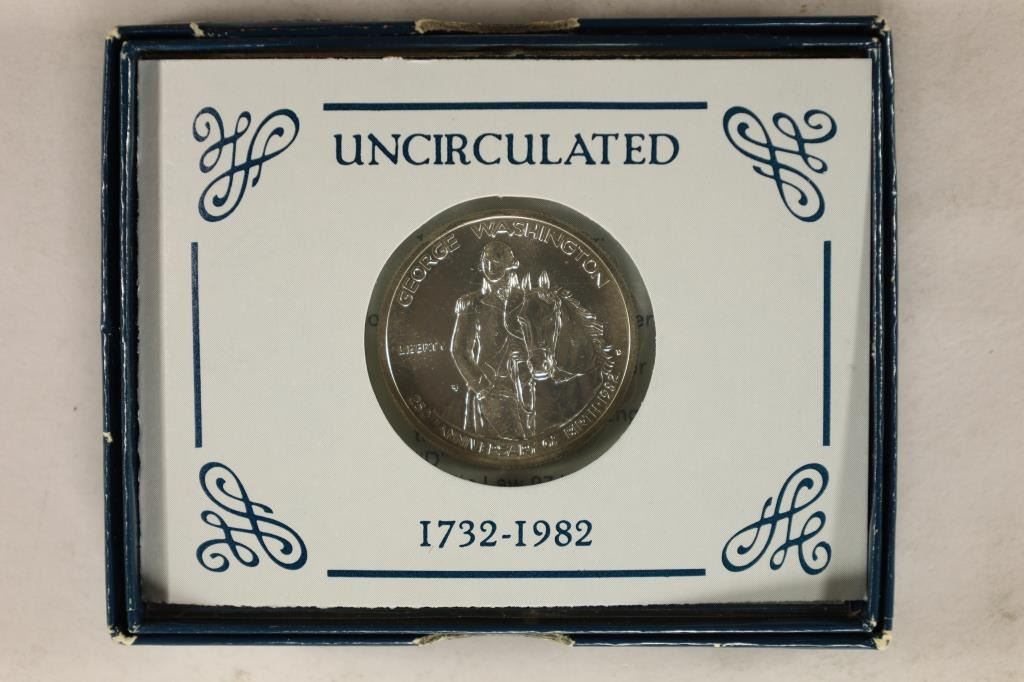 UNCIRCULATED
GEORGE WASHINGTON
LIBERTY
250TH ANNIVERSARY OF BIRTH·1982
1732-1982